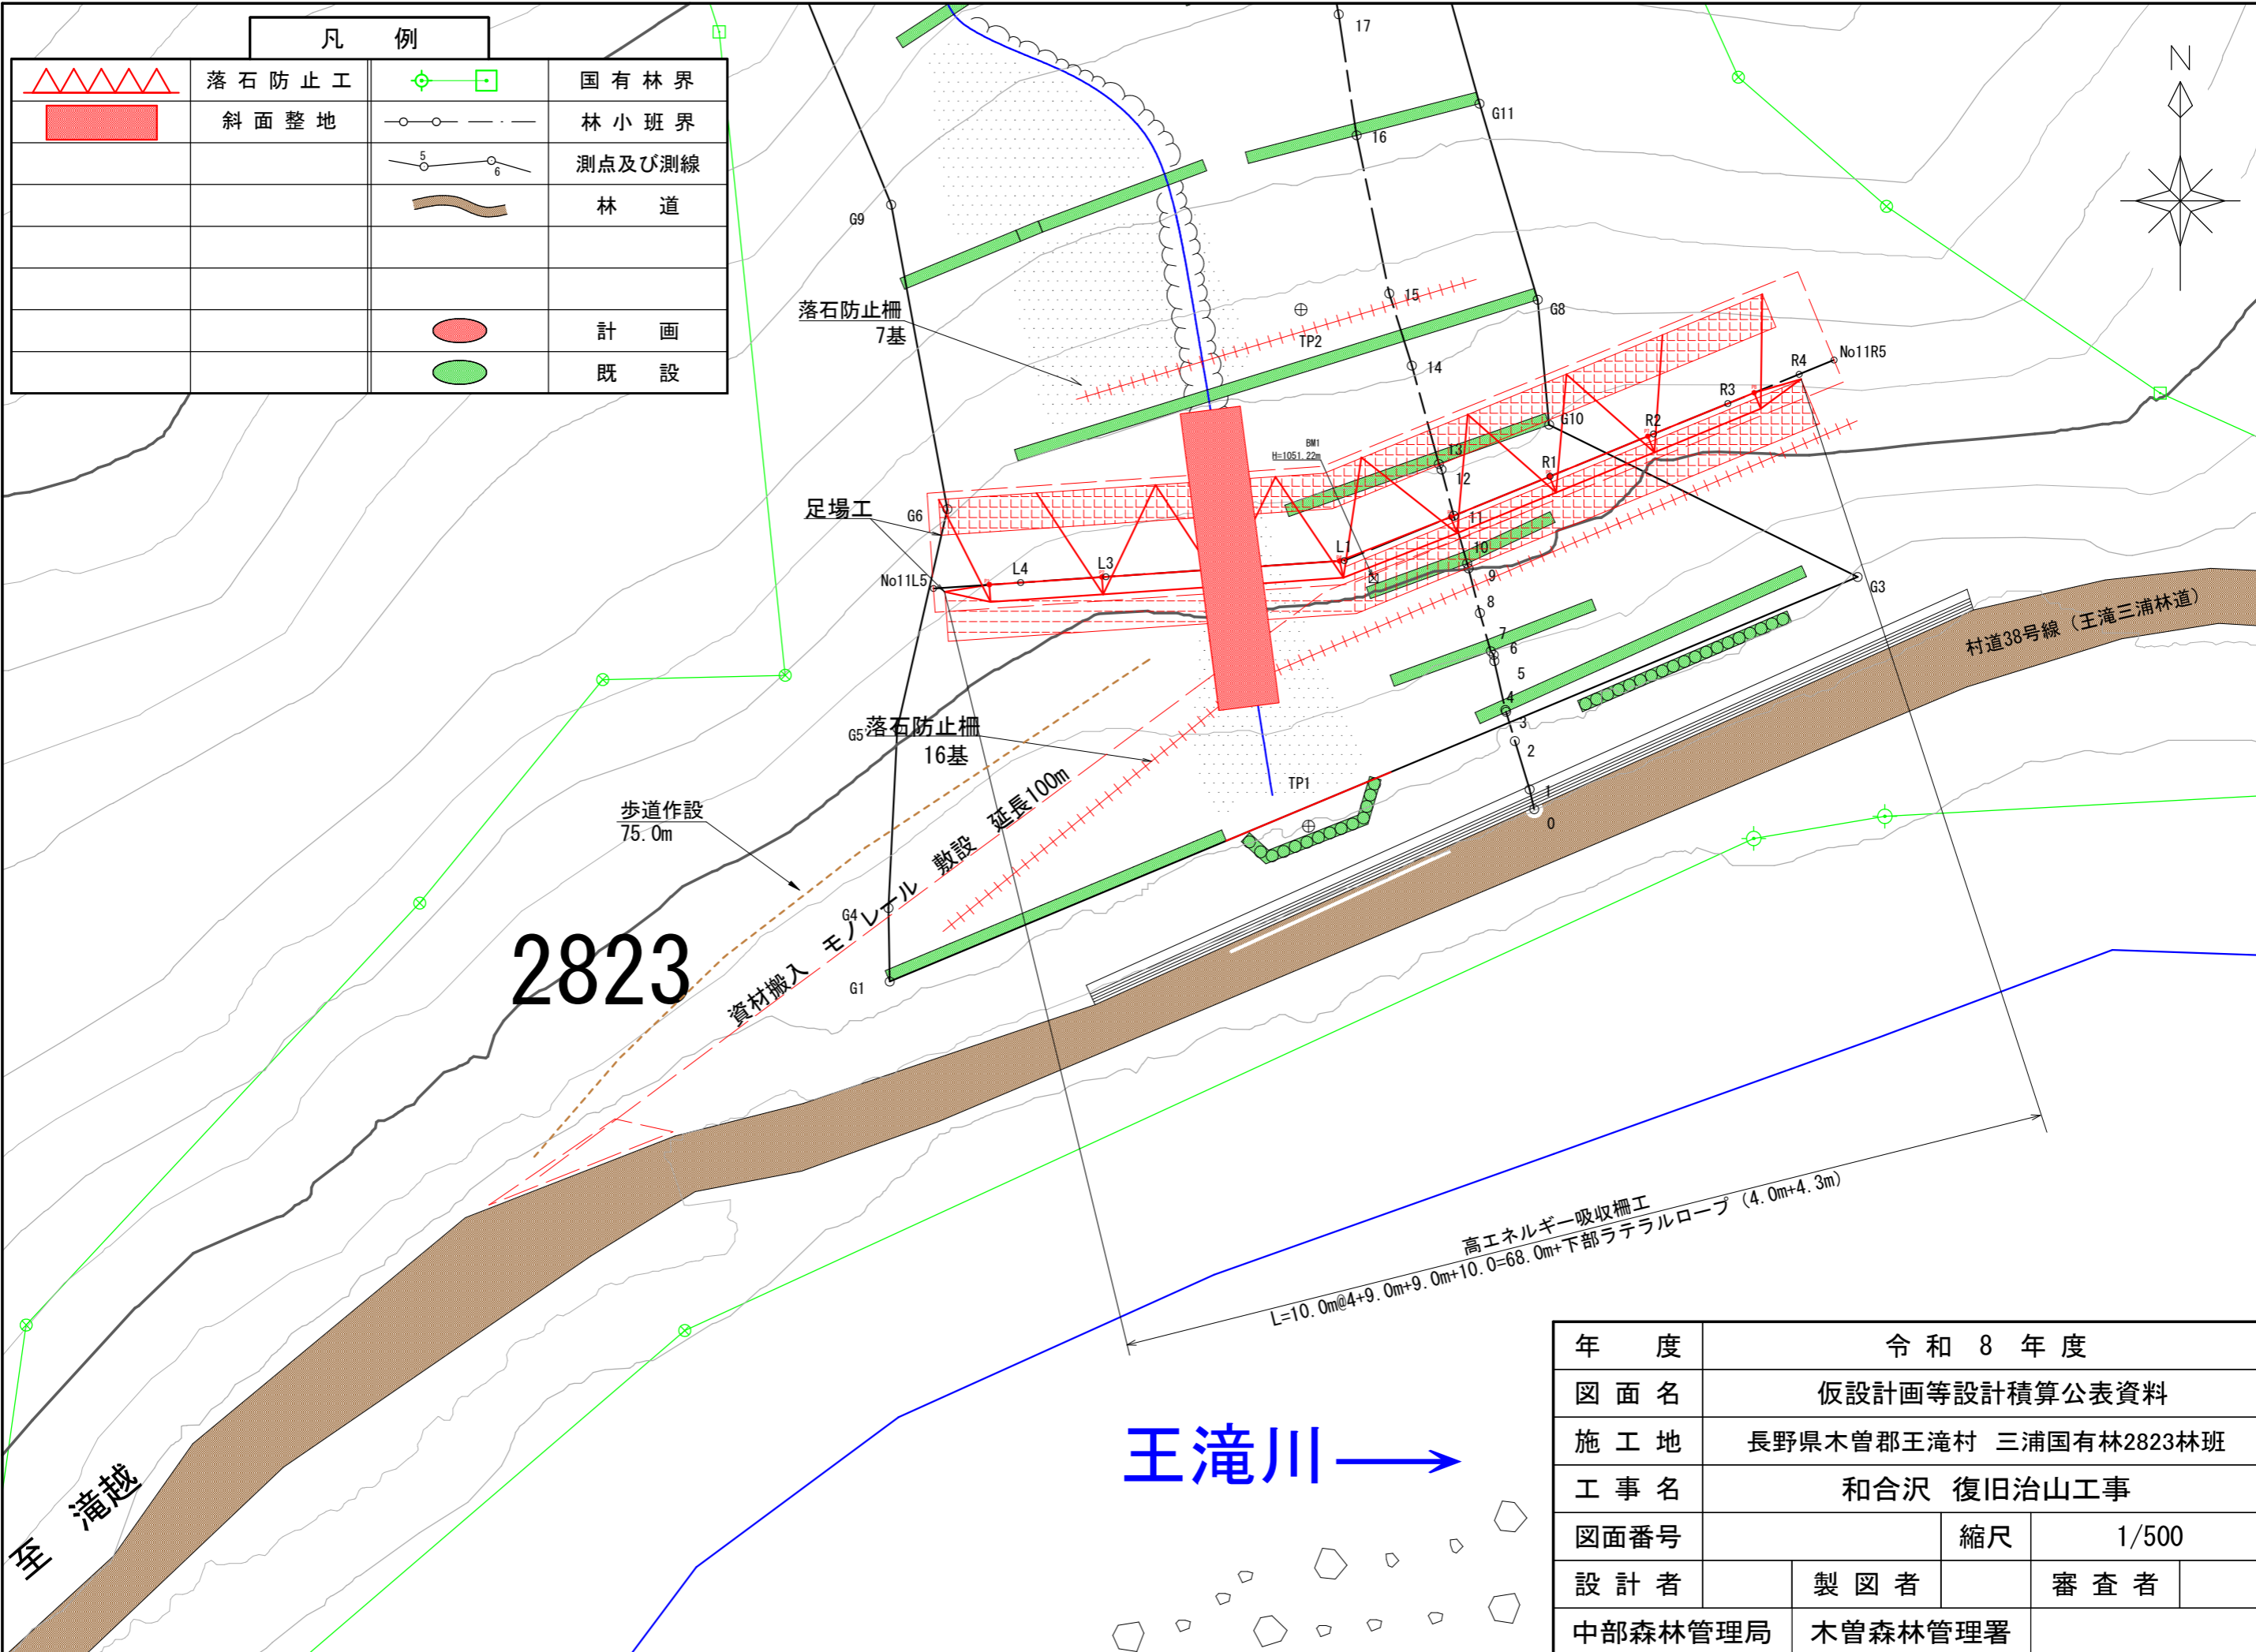 凡 例
落石防止工
国有林界
斜面整地
林小班界
5
6
測点及び測線
林 道
計 画
既 設
N
17
16
G11
G9
15
G8
落石防止柵
7基
TP2
14
R4
No11R5
R3
R2
G10
BM1
H=1051.22m
13
12
R1
足場工
G6
11
L1
10
L3
L4
No11L5
9
G3
8
7
6
5
村道38号線（王滝三浦林道）
4
3
2
G5
落石防止柵
16基
TP1
1
0
歩道作設
75.0m
資材搬入 モノレール 敷設 延長100m
G4
G1
2823
高エネルギー吸収柵工
L=10.0m@4+9.0m+9.0m+10.0=68.0m+下部ラテラルロープ（4.0m+4.3m）
王滝川
至 滝越
年 度 令和 8 年度
図面名 仮設計画等設計積算公表資料
施工地 長野県木曽郡王滝村 三浦国有林2823林班
工事名 和合沢 復旧治山工事
図面番号 縮尺 1/500
設計者 製図者 審査者
中部森林管理局 木曽森林管理署